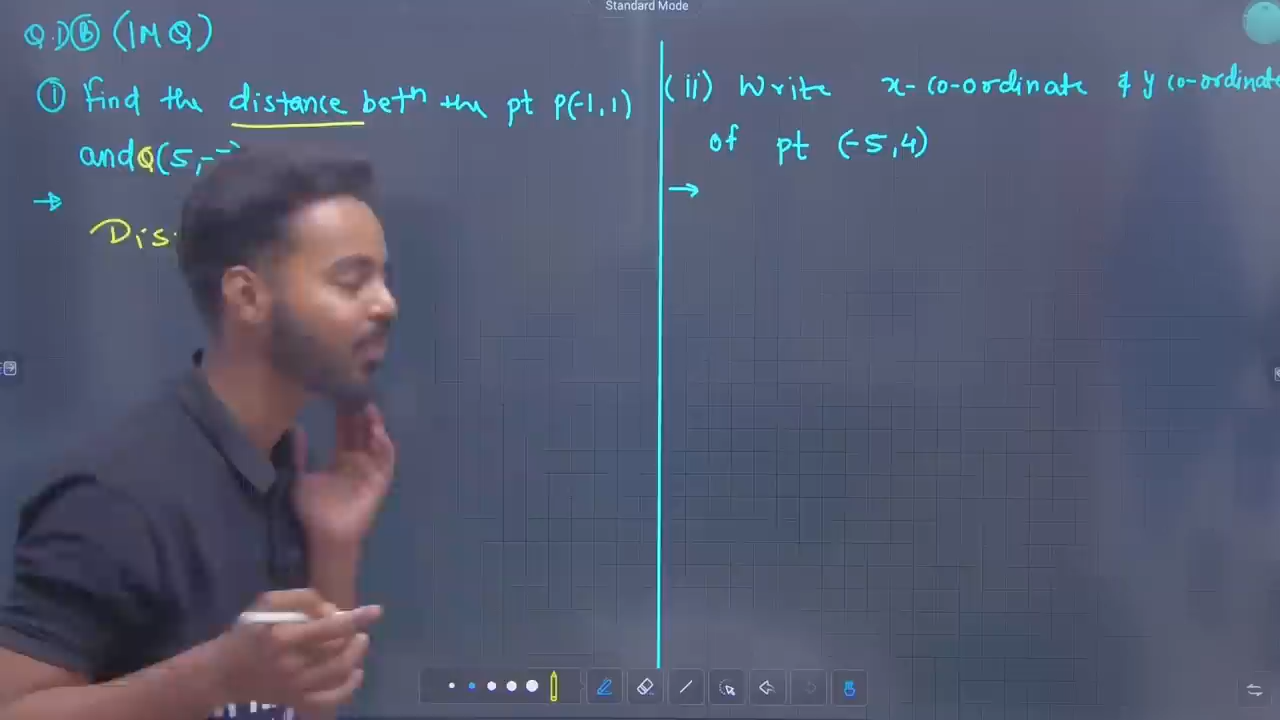 Standard Mode
Q.1) B (1MQ)
① Find the distance betn the pt P(-1,1)
and Q(5,-
→
Dis
(ii) Write x-co-ordinate & y co-ordinate
of pt (-5,4)
→